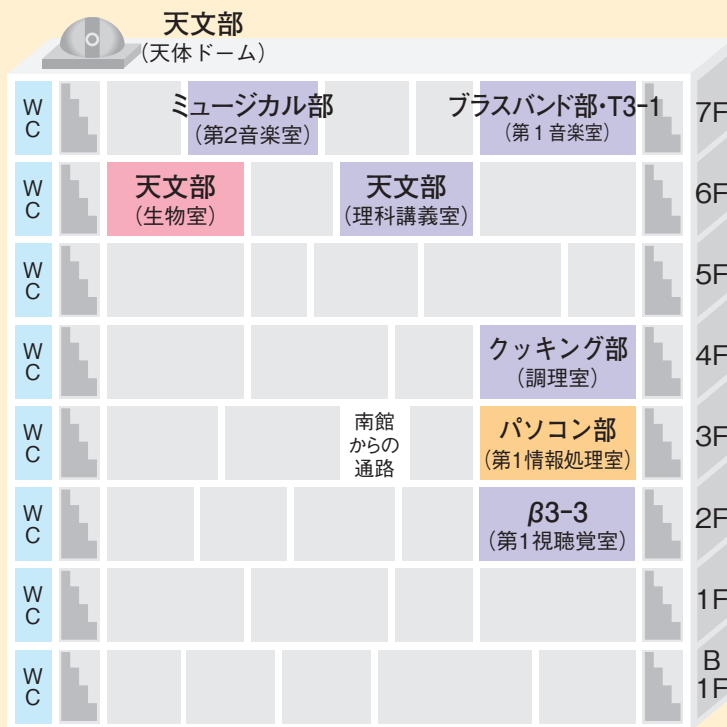 天文部
(天体ドーム)
WC
ミュージカル部
(第2音楽室)
ブラスバンド部・T3-1
(第1音楽室)
7F
WC
天文部
(生物室)
天文部
(理科講義室)
6F
WC
5F
WC
クッキング部
(調理室)
4F
WC
南館
からの
通路
パソコン部
(第1情報処理室)
3F
WC
β3-3
(第1視聴覚室)
2F
WC
1F
WC
B
1F